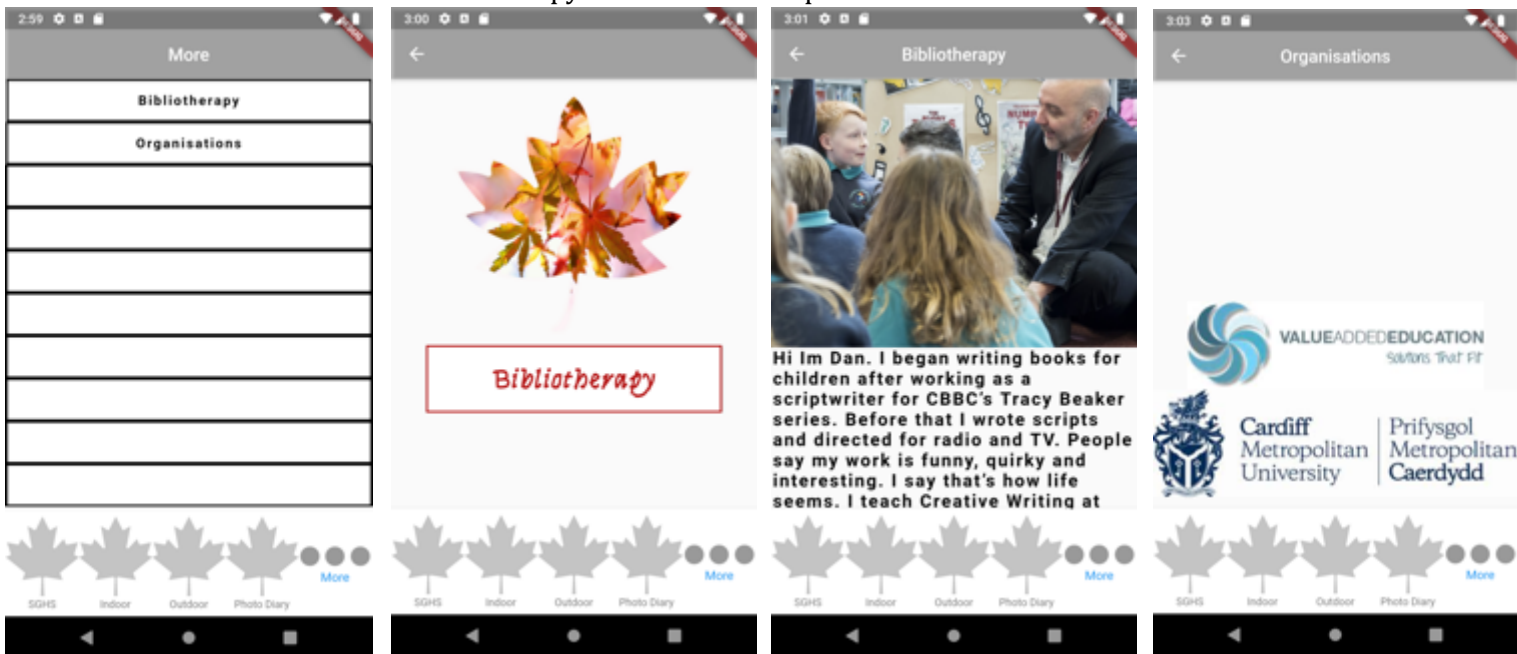 2:59
More
Bibliotherapy
Organisations
SGHS Indoor Outdoor Photo Diary More
3:00
Bibliotherapy
SGHS Indoor Outdoor Photo Diary More
3:01
Bibliotherapy
Hi Im Dan. I began writing books for
children after working as a
scriptwriter for CBBC's Tracy Beaker
series. Before that I wrote scripts
and directed for radio and TV. People
say my work is funny, quirky and
interesting. I say that's how life
seems. I teach Creative Writing at
SGHS Indoor Outdoor Photo Diary More
3:03
Organisations
VALUEADDEDEDUCATION
Solutions That Fit
Cardiff
Metropolitan
University
Prifysgol
Metropolitan
Caerdydd
SGHS Indoor Outdoor Photo Diary More